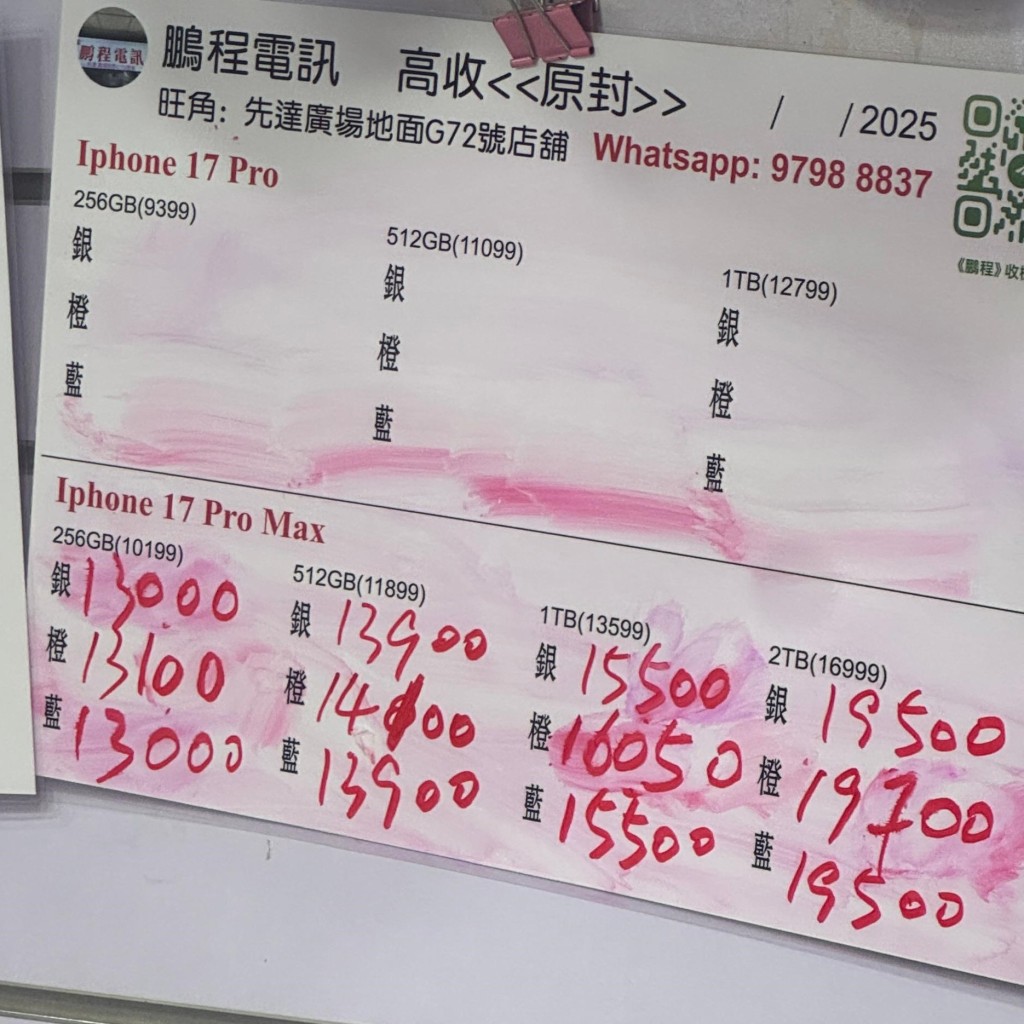 鵬程電訊
鵬程電訊 高收<<原封>> / /2025
旺角: 先達廣場地面G72號店舖 Whatsapp: 9798 8837
《鵬程》收
Iphone 17 Pro
256GB(9399) 512GB(11099) 1TB(12799)
銀 銀 銀
橙 橙 橙
藍 藍 藍
Iphone 17 Pro Max
256GB(10199) 512GB(11899) 1TB(13599) 2TB(16999)
銀 13000 銀 13900 銀 15500 銀 19500
橙 13100 橙 14100 橙 16050 橙 19700
藍 13000 藍 13900 藍 15500 藍 19500